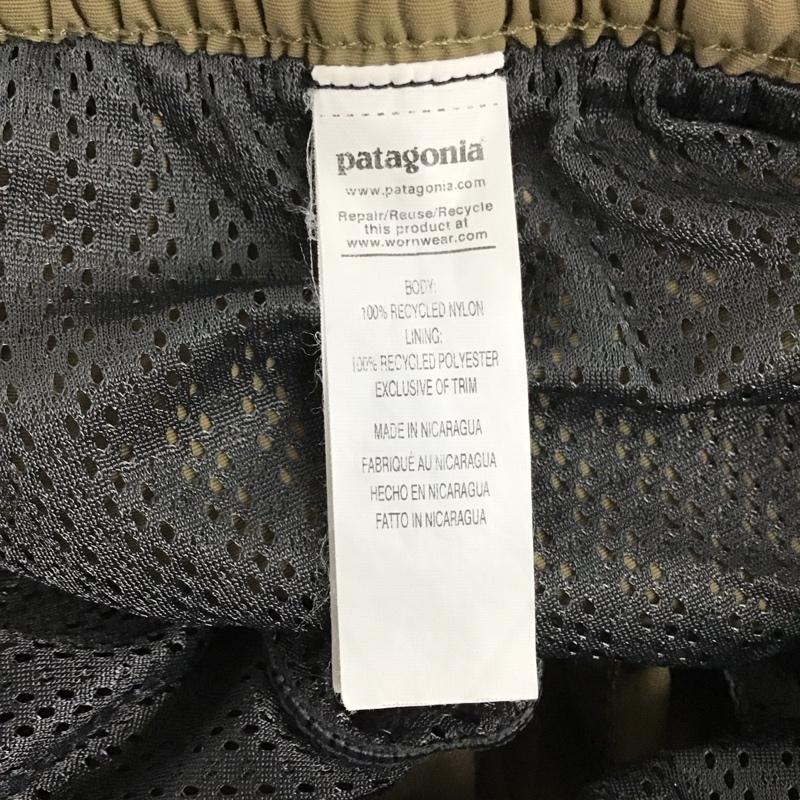 patagonia
www.patagonia.com
Repair/Reuse/Recycle
this product at
www.wornwear.com
BODY:
100% RECYCLED NYLON
LINING:
100% RECYCLED POLYESTER
EXCLUSIVE OF TRIM
MADE IN NICARAGUA
FABRIQUÉ AU NICARAGUA
HECHO EN NICARAGUA
FATTO IN NICARAGUA